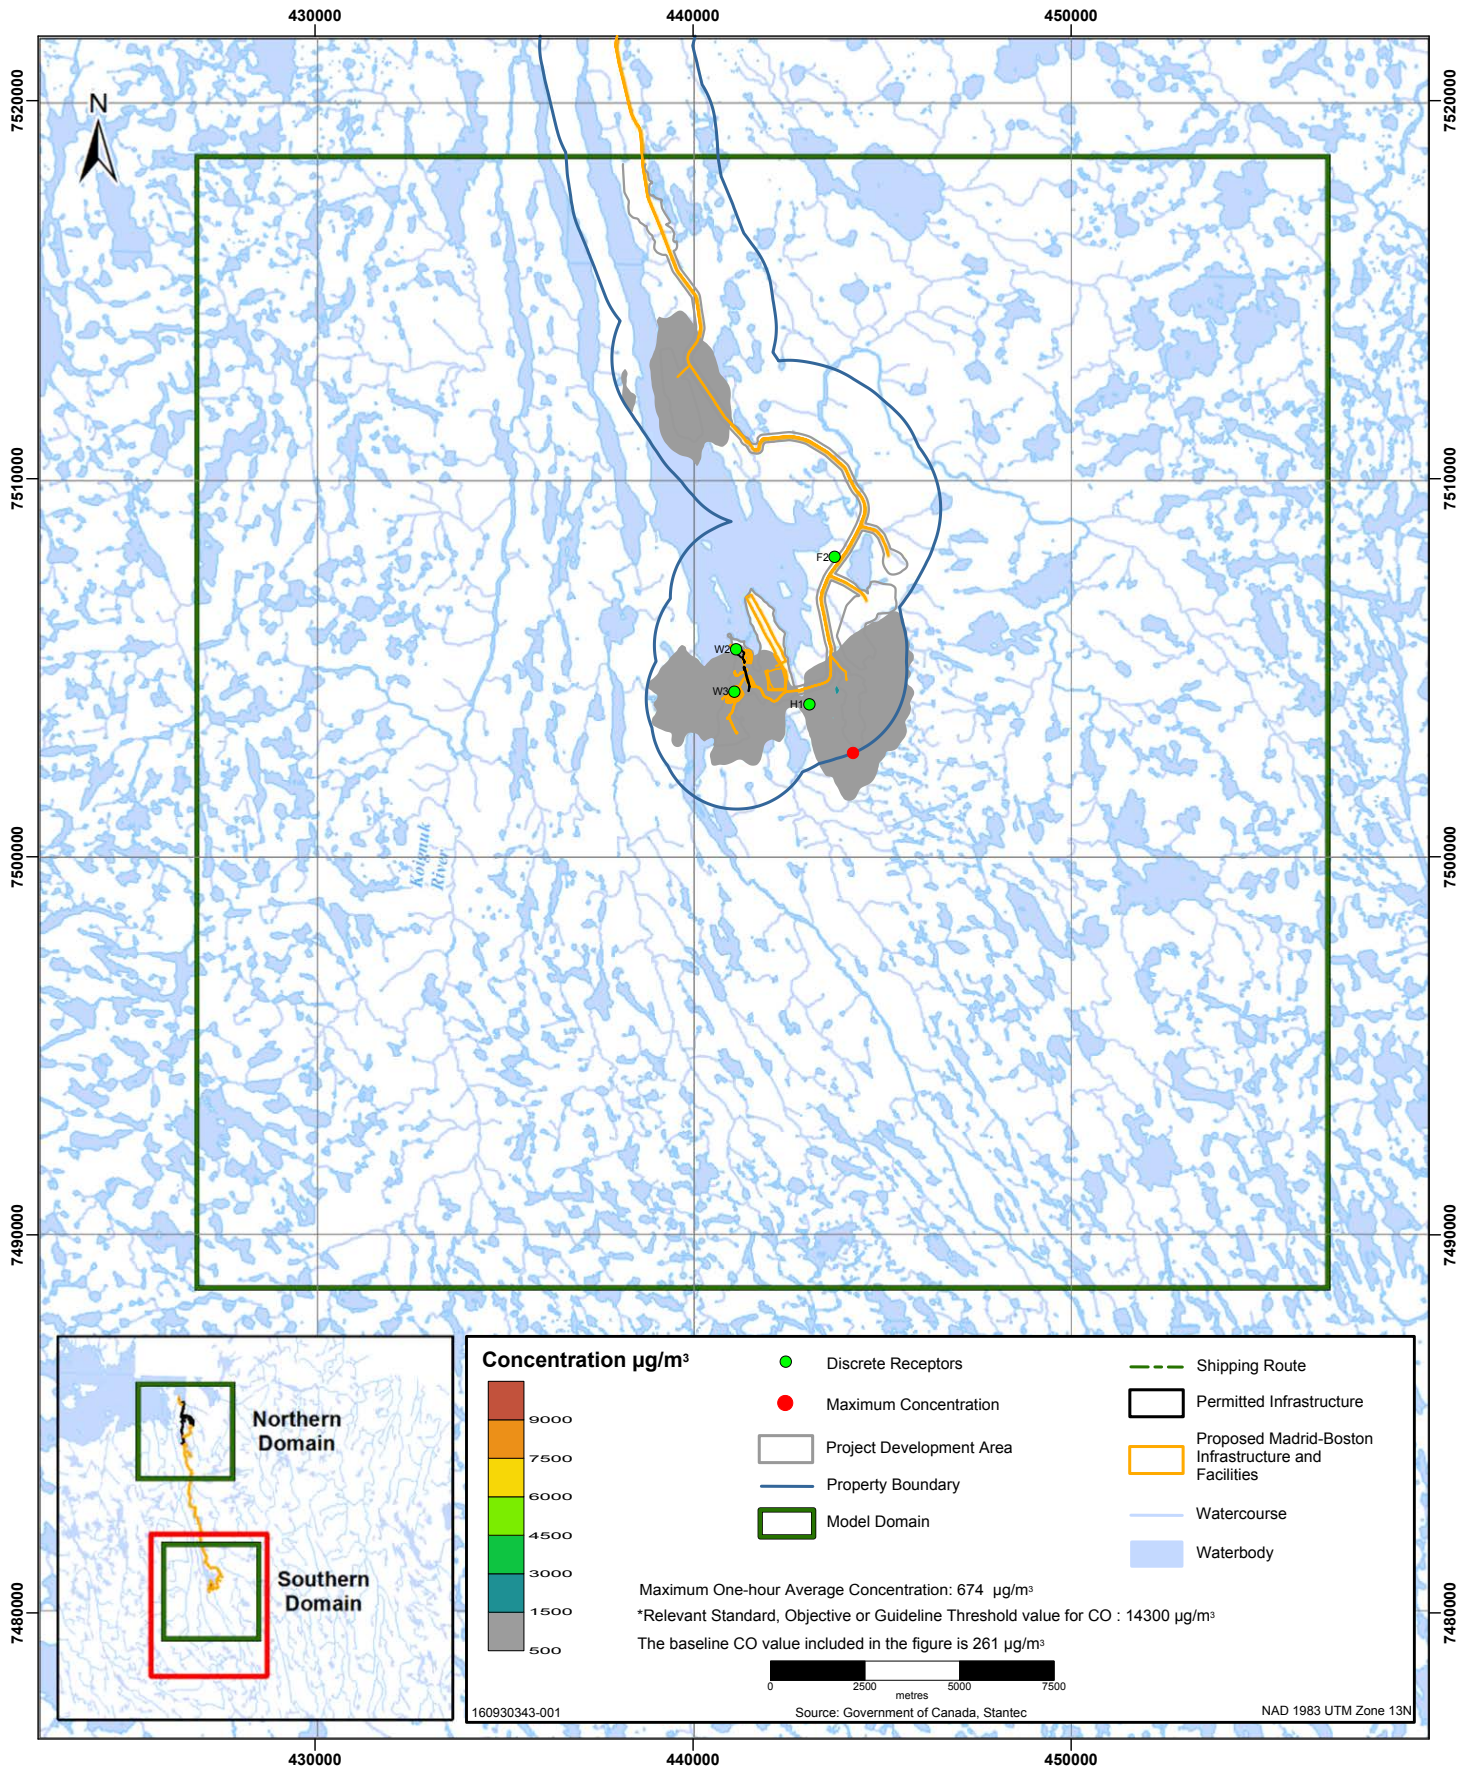 430000
440000
450000
7520000
7520000
N
7510000
7510000
F2
W2
W3
H1
7500000
7500000
Koignuk
River
7490000
7490000
7480000
7480000
Northern
Domain
Southern
Domain
Concentration µg/m³
9000
7500
6000
4500
3000
1500
500
Discrete Receptors
Maximum Concentration
Project Development Area
Property Boundary
Model Domain
Shipping Route
Permitted Infrastructure
Proposed Madrid-Boston
Infrastructure and
Facilities
Watercourse
Waterbody
Maximum One-hour Average Concentration: 674 µg/m³
*Relevant Standard, Objective or Guideline Threshold value for CO : 14300 µg/m³
The baseline CO value included in the figure is 261 µg/m³
0
2500
5000
7500
metres
160930343-001
Source: Government of Canada, Stantec
NAD 1983 UTM Zone 13N
430000
440000
450000